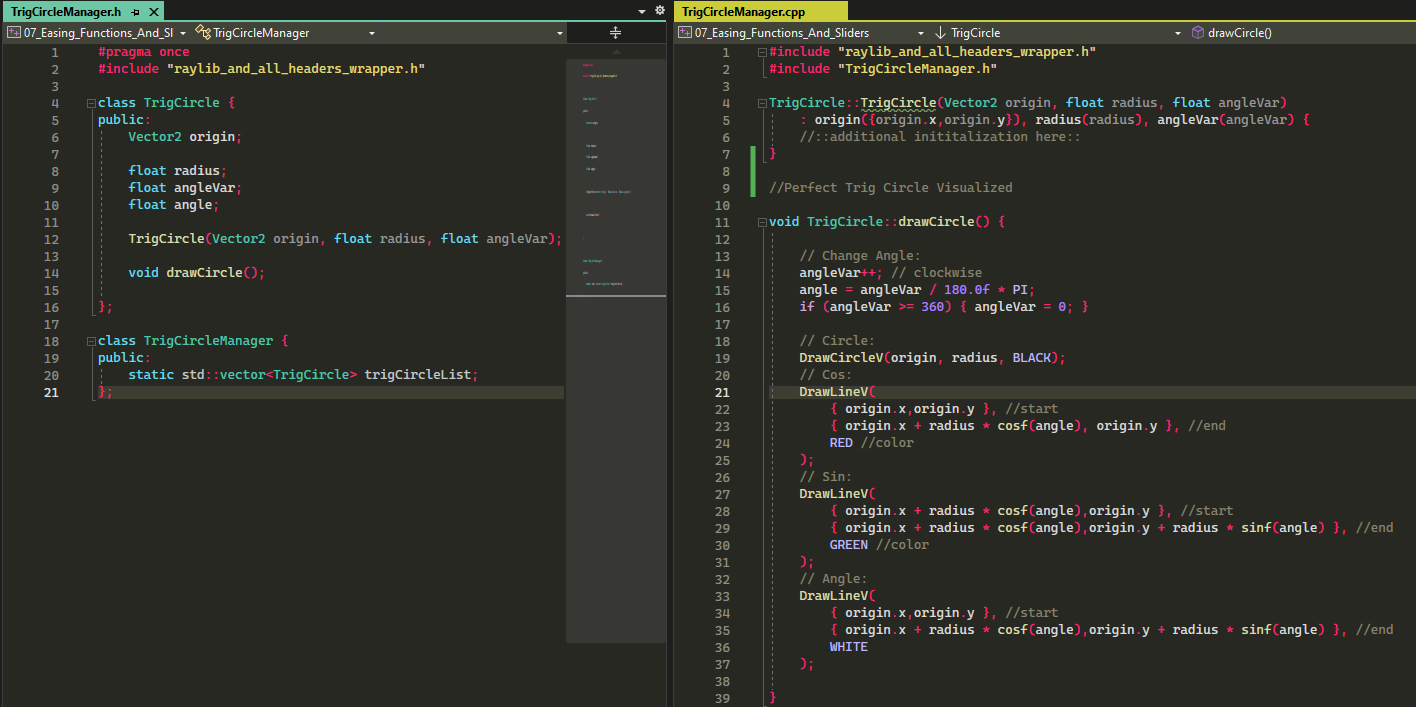 TrigCircleManager.h
07_Easing_Functions_And_Sl
TrigCircleManager
1 #pragma once
2 #include "raylib_and_all_headers_wrapper.h"
3
4 class TrigCircle {
5 public:
6 Vector2 origin;
7
8 float radius;
9 float angleVar;
10 float angle;
11
12 TrigCircle(Vector2 origin, float radius, float angleVar);
13
14 void drawCircle();
15
16 };
17
18 class TrigCircleManager {
19 public:
20 static std::vector<TrigCircle> trigCircleList;
21 };
TrigCircleManager.cpp
07_Easing_Functions_And_Sliders
TrigCircle
drawCircle()
1 #include "raylib_and_all_headers_wrapper.h"
2 #include "TrigCircleManager.h"
3
4 TrigCircle::TrigCircle(Vector2 origin, float radius, float angleVar)
5 : origin({origin.x,origin.y}), radius(radius), angleVar(angleVar) {
6 //::additional inititalization here::
7 }
8
9 //Perfect Trig Circle Visualized
10
11 void TrigCircle::drawCircle() {
12
13 // Change Angle:
14 angleVar++; // clockwise
15 angle = angleVar / 180.0f * PI;
16 if (angleVar >= 360) { angleVar = 0; }
17
18 // Circle:
19 DrawCircleV(origin, radius, BLACK);
20 // Cos:
21 DrawLineV(
22 { origin.x,origin.y }, //start
23 { origin.x + radius * cosf(angle), origin.y }, //end
24 RED //color
25 );
26 // Sin:
27 DrawLineV(
28 { origin.x + radius * cosf(angle),origin.y }, //start
29 { origin.x + radius * cosf(angle),origin.y + radius * sinf(angle) }, //end
30 GREEN //color
31 );
32 // Angle:
33 DrawLineV(
34 { origin.x,origin.y }, //start
35 { origin.x + radius * cosf(angle),origin.y + radius * sinf(angle) }, //end
36 WHITE
37 );
38
39 }